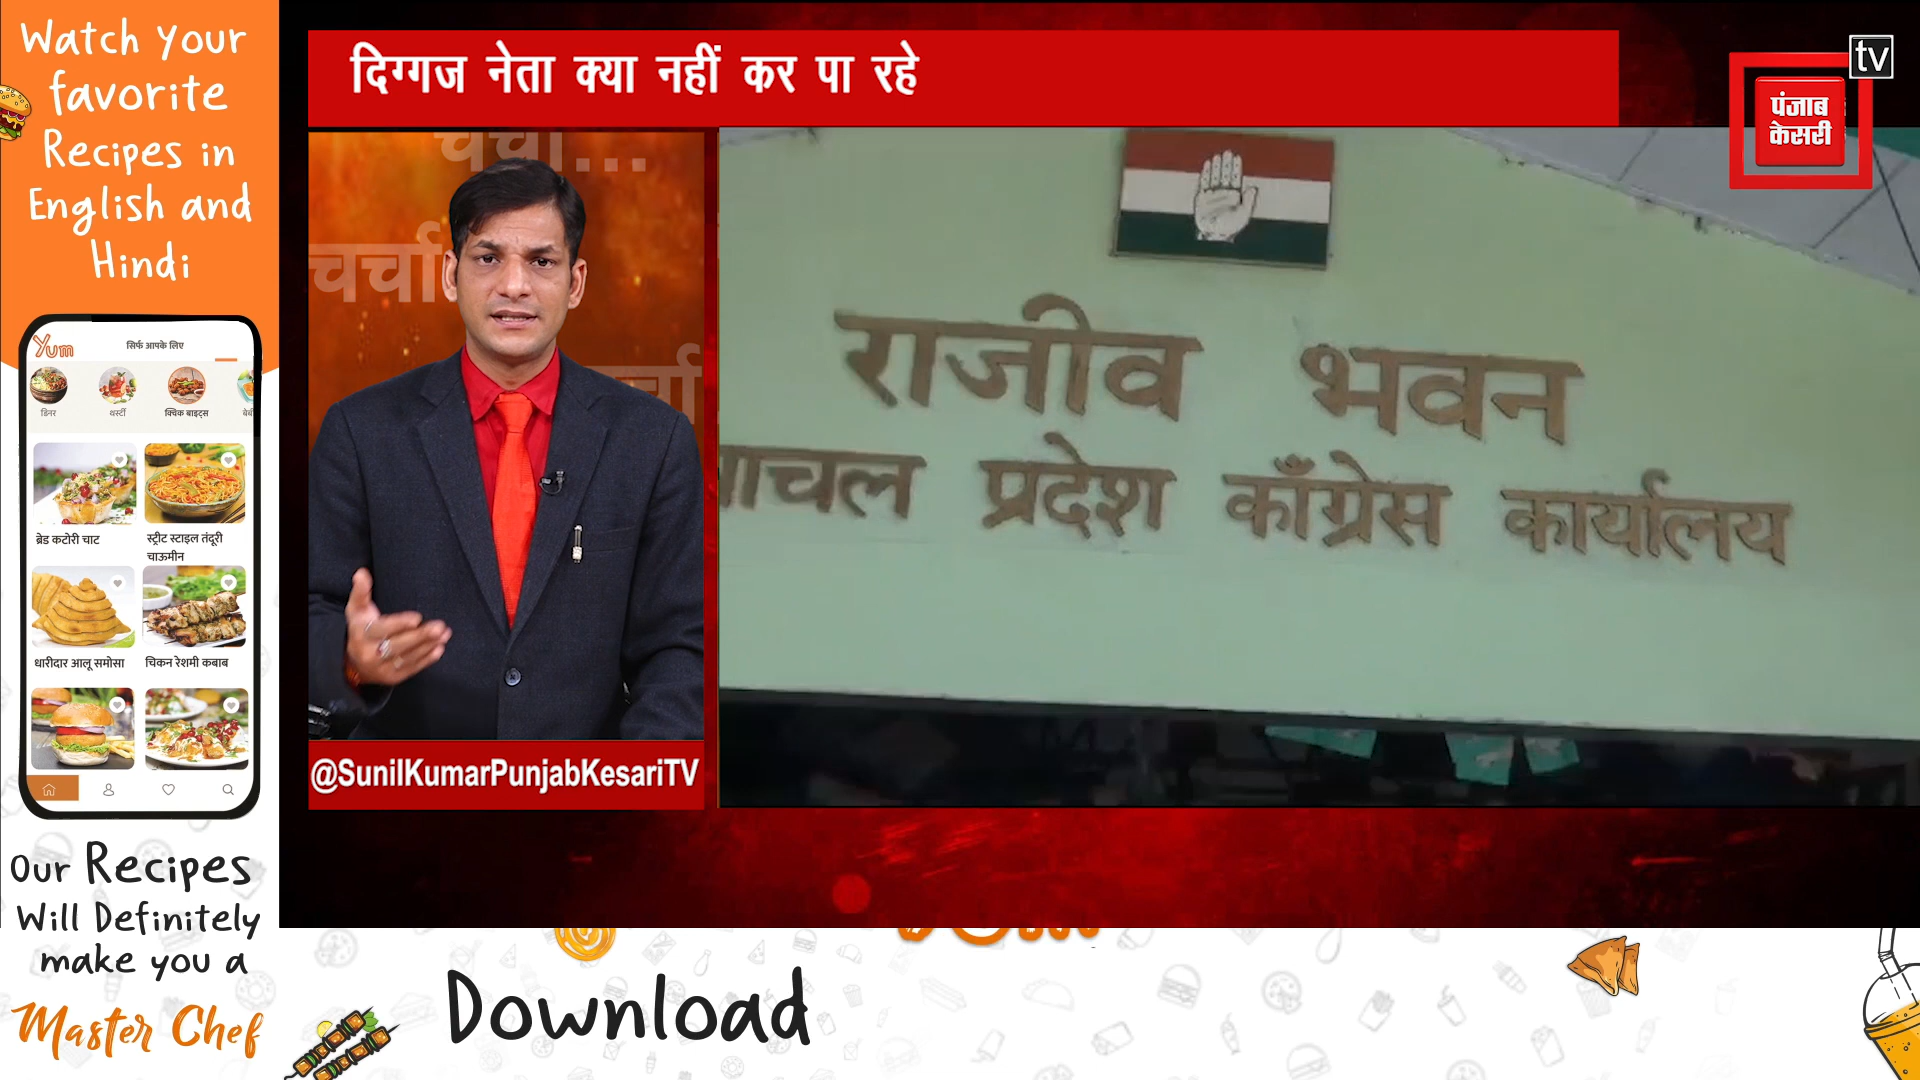 Watch your
favorite
Recipes in
English and
Hindi
Yum
सिर्फ आपके लिए
डिनर
थर्स्टी
क्विक बाइट्स
ब्रेड कटोरी चाट
स्ट्रीट स्टाइल तंदूरी
चाऊमीन
धारीदार आलू समोसा
चिकन रेशमी कबाब
Our Recipes
Will Definitely
make you a
Master Chef
दिग्गज नेता क्या नहीं कर पा रहे
tv
पंजाब
केसरी
चर्चा...
चर्चा
चर्चा
राजीव भवन
प्रदेश काँग्रेस कार्यालय
@SunilKumarPunjabKesariTV
Download